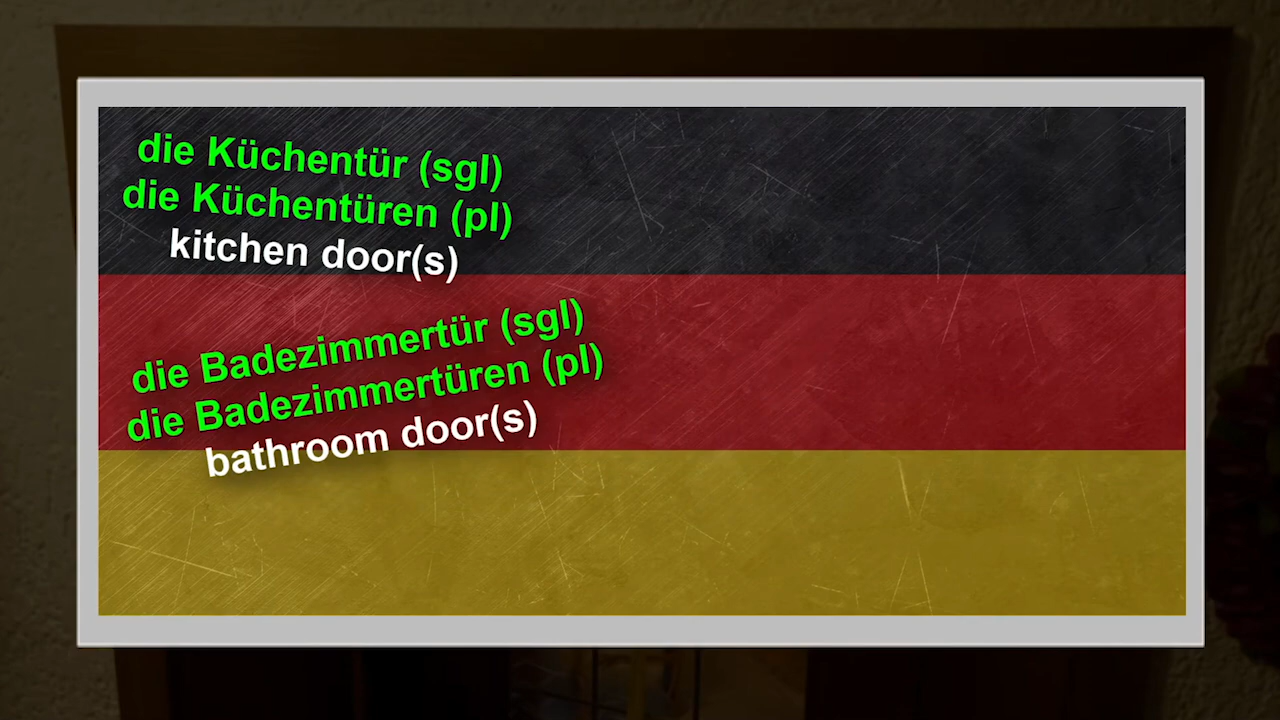 die Küchentür (sgl)
die Küchentüren (pl)
kitchen door(s)
die Badezimmertür (sgl)
die Badezimmertüren (pl)
bathroom door(s)